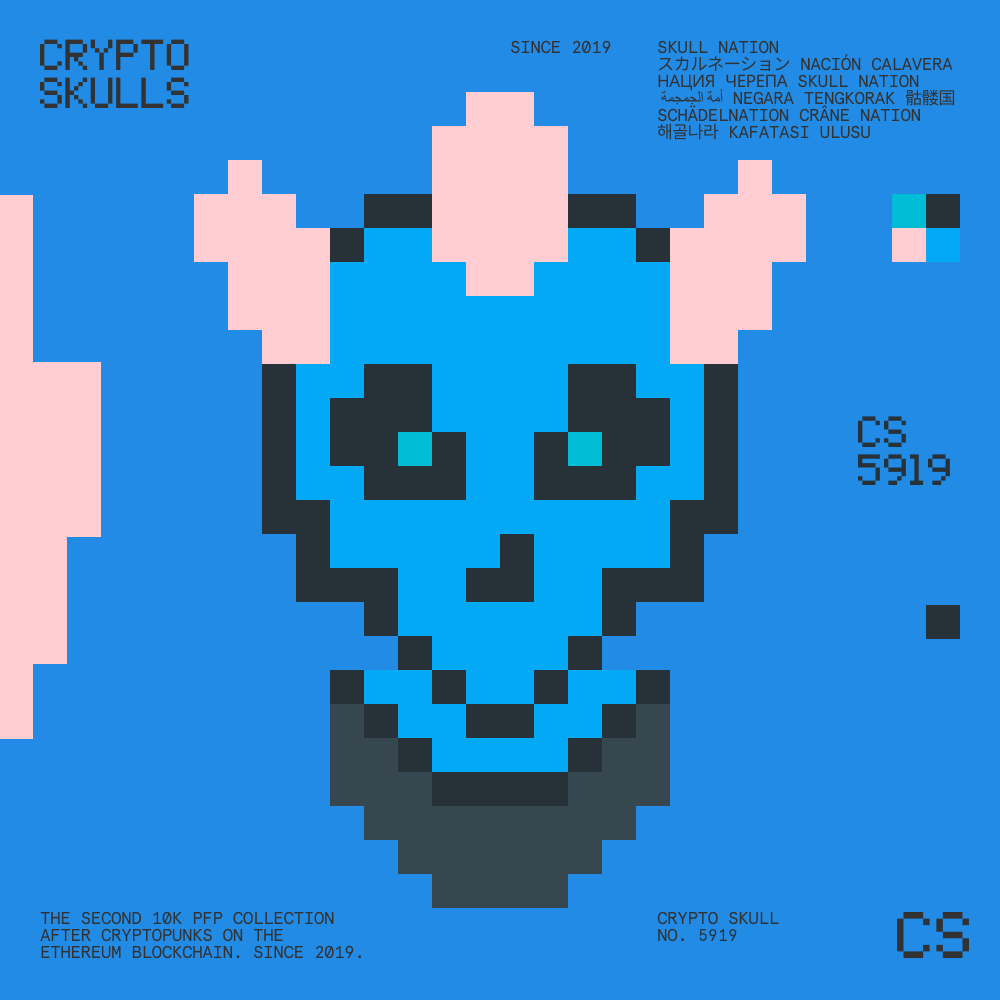 CRYPTO
SKULLS
SINCE 2019
SKULL NATION
スカルネーション NACIÓN CALAVERA
НАЦИЯ ЧЕРЕПА SKULL NATION
أمة الجمجمة NEGARA TENGKORAK 骷髅国
SCHÄDELNATION CRÂNE NATION
해골나라 KAFATASI ULUSU
CS
5919
THE SECOND 10K PFP COLLECTION
AFTER CRYPTOPUNKS ON THE
ETHEREUM BLOCKCHAIN. SINCE 2019.
CRYPTO SKULL
NO. 5919
CS